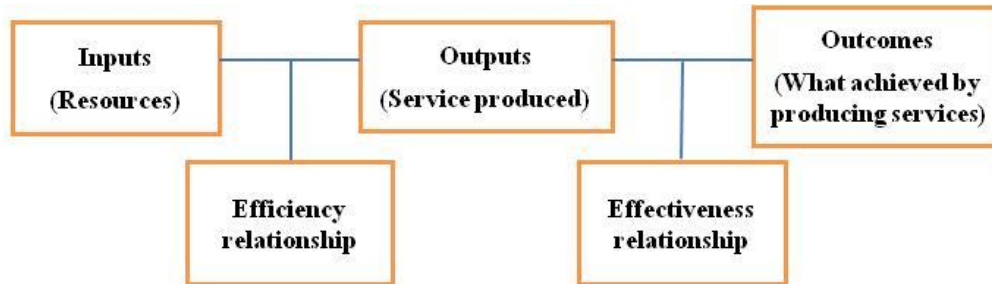 Inputs
(Resources)
Outputs
(Service produced)
Outcomes
(What achieved by
producing services)
Efficiency
relationship
Effectiveness
relationship